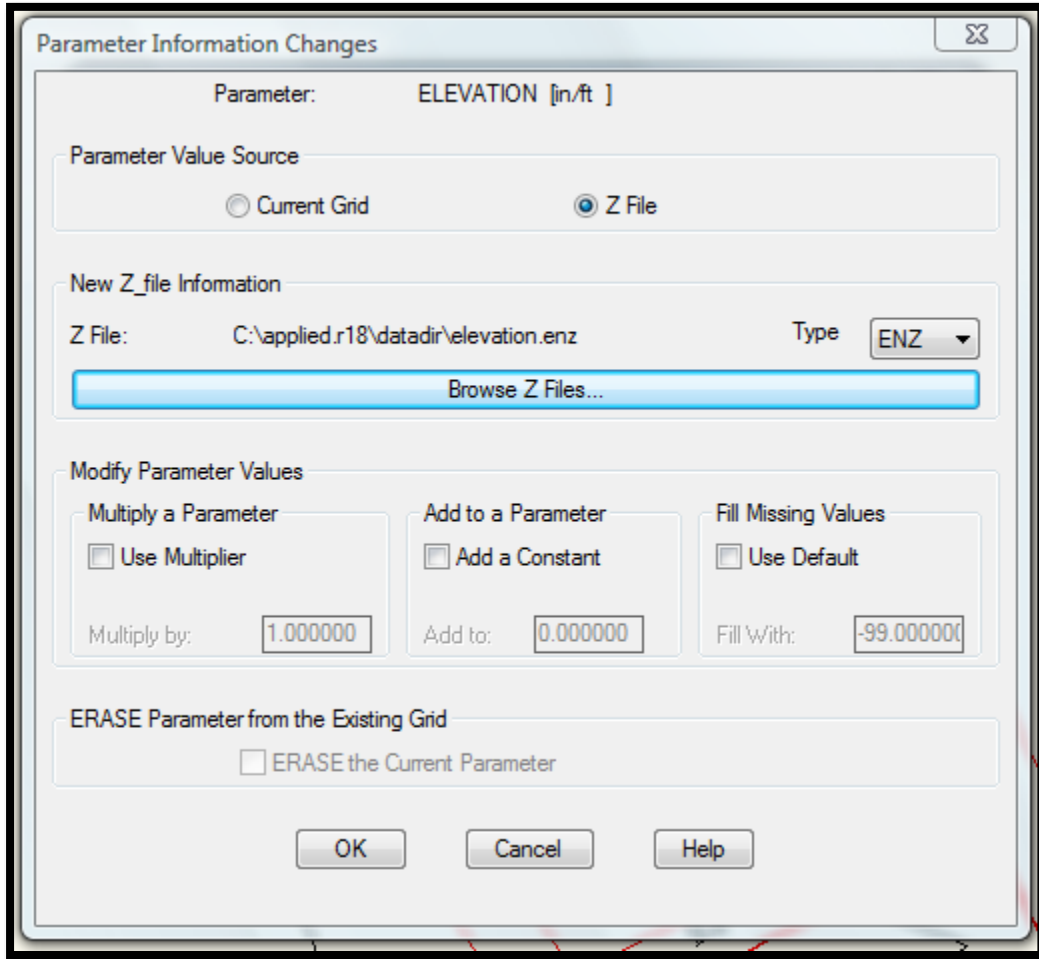 Parameter Information Changes
Parameter: ELEVATION [in/ft ]
Parameter Value Source
Current Grid Z File
New Z_file Information
Z File: C:\applied.r18\datadir\elevation.enz Type ENZ
Browse Z Files...
Modify Parameter Values
Multiply a Parameter Add to a Parameter Fill Missing Values
Use Multiplier Add a Constant Use Default
Multiply by: 1.000000 Add to: 0.000000 Fill With: -99.000000
ERASE Parameter from the Existing Grid
ERASE the Current Parameter
OK Cancel Help